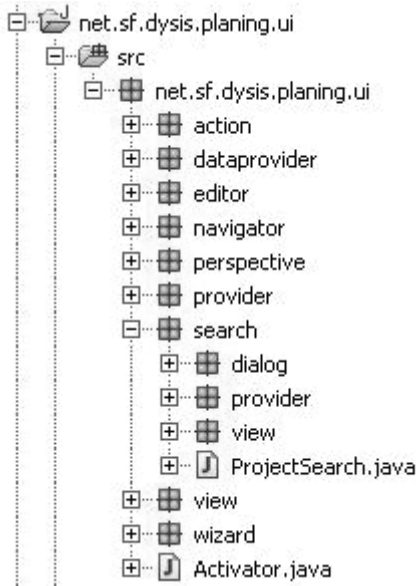 net.sf.dysis.planing.ui
src
net.sf.dysis.planing.ui
action
dataprovider
editor
navigator
perspective
provider
search
dialog
provider
view
ProjectSearch.java
view
wizard
Activator.java